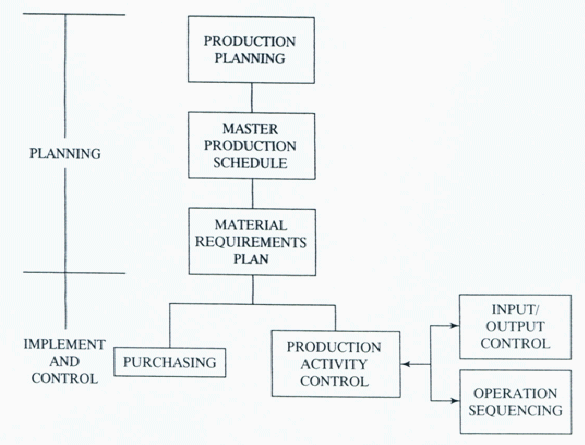 PRODUCTION
PLANNING
MASTER
PRODUCTION
SCHEDULE
PLANNING
MATERIAL
REQUIREMENTS
PLAN
IMPLEMENT
AND
CONTROL
PURCHASING
PRODUCTION
ACTIVITY
CONTROL
INPUT/
OUTPUT
CONTROL
OPERATION
SEQUENCING